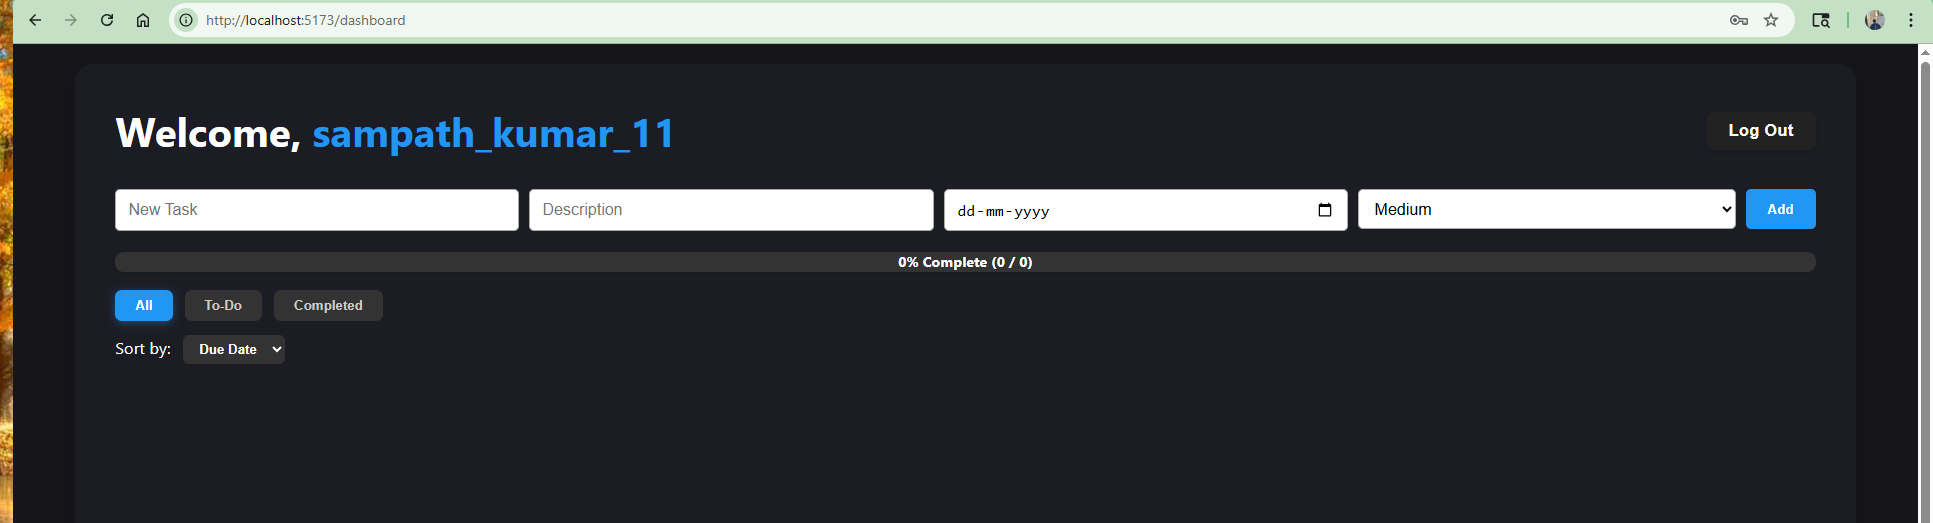 http://localhost:5173/dashboard
Welcome, sampath_kumar_11
Log Out
New Task
Description
dd-mm-yyyy
Medium
Add
0% Complete (0 / 0)
All
To-Do
Completed
Sort by:
Due Date